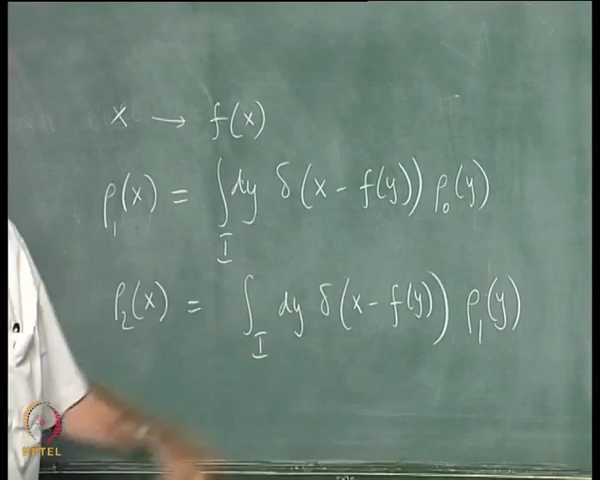 x → f(x)
ρ₁(x) = ∫_I dy δ(x - f(y)) ρ₀(y)
ρ₂(x) = ∫_I dy δ(x - f(y)) ρ₁(y)
NPTEL